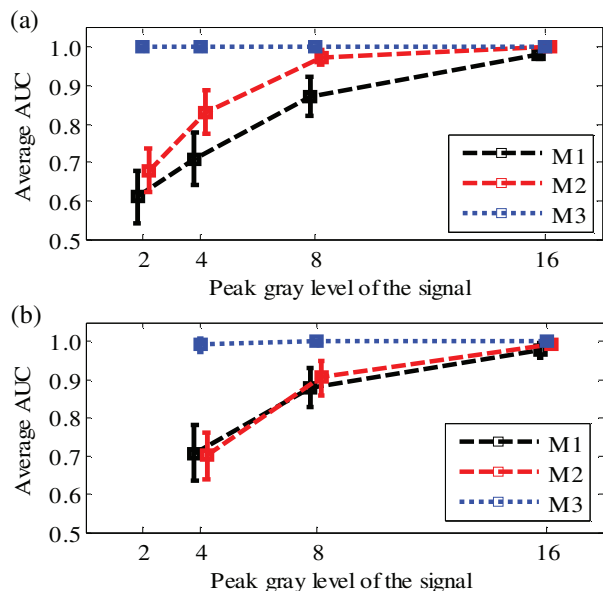 (a)
1.0
0.9
0.8
0.7
0.6
0.5
Average AUC
M1
M2
M3
2 4 8 16
Peak gray level of the signal
(b)
1.0
0.9
0.8
0.7
0.6
0.5
Average AUC
M1
M2
M3
2 4 8 16
Peak gray level of the signal